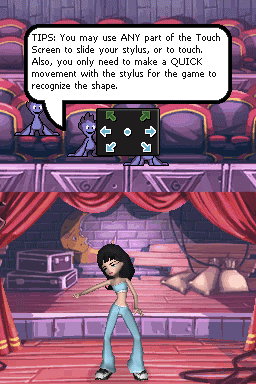 TIPS: You may use ANY part of the Touch
Screen to slide your stylus, or to touch.
Also, you only need to make a QUICK
movement with the stylus for the game to
recognize the shape.